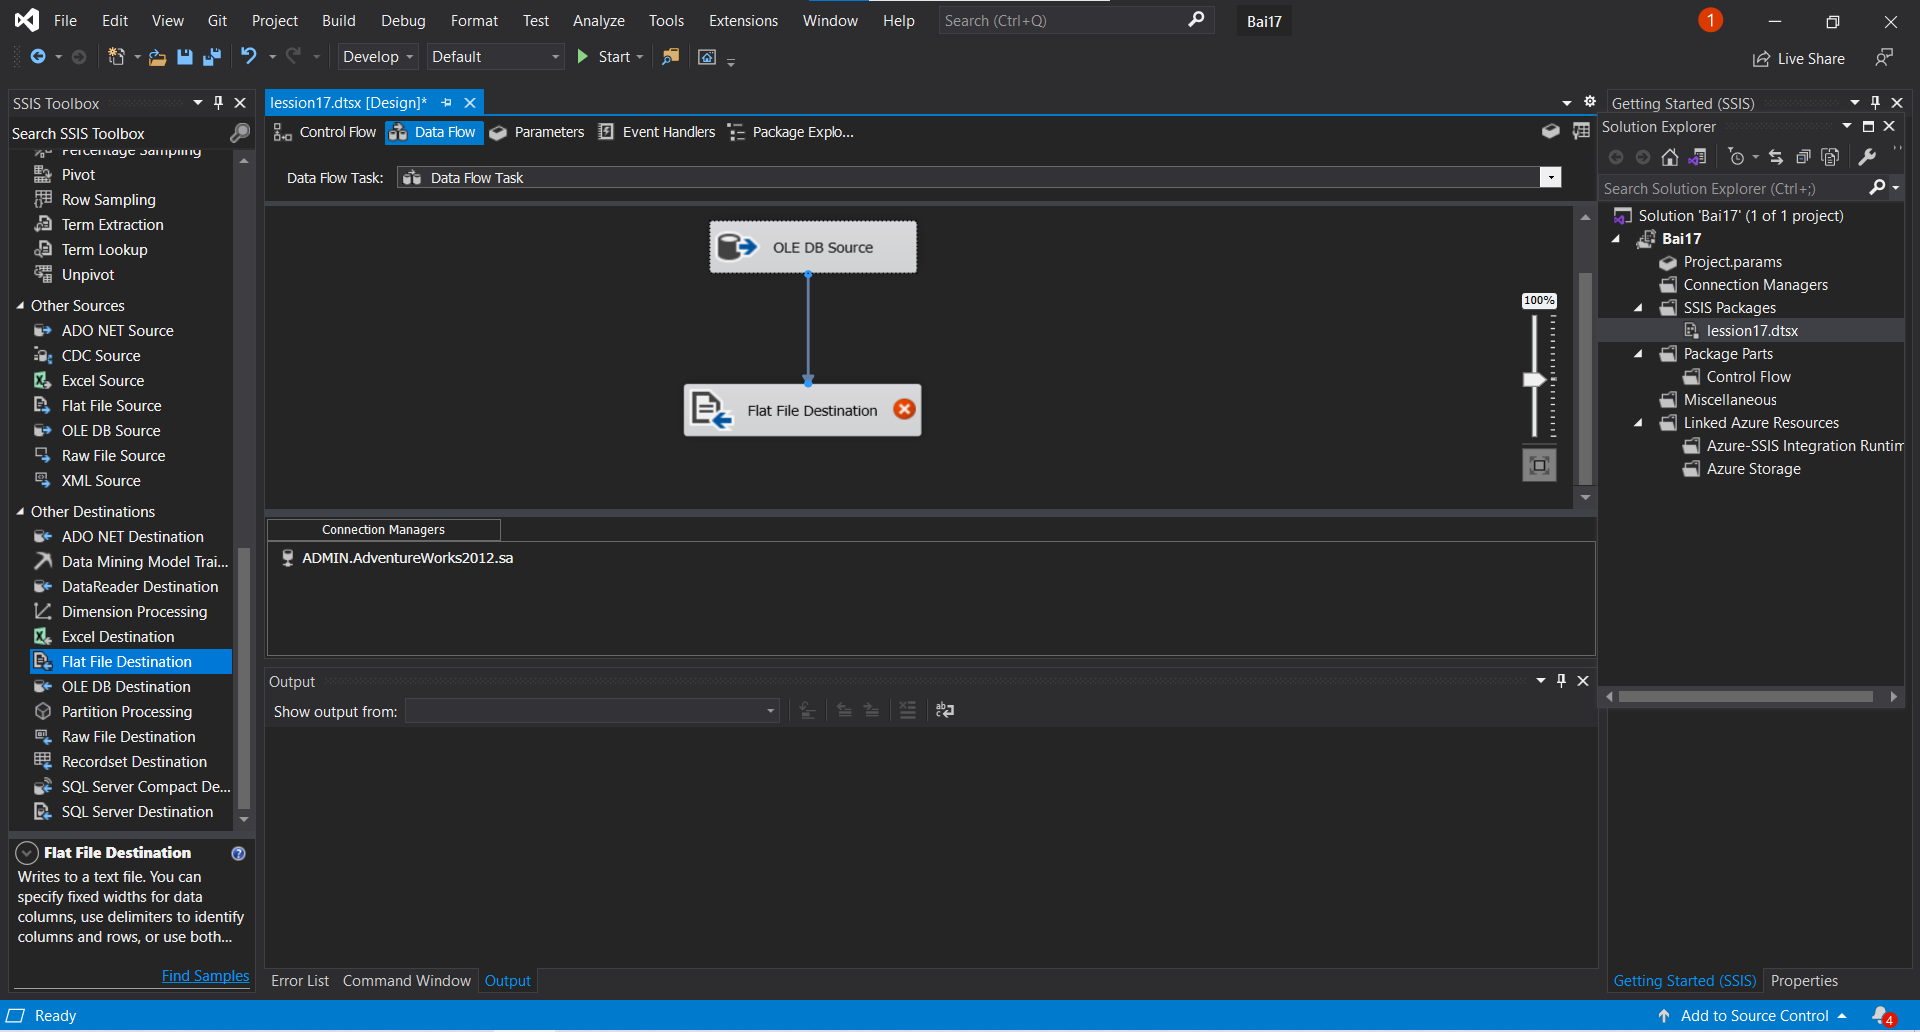 File Edit View Git Project Build Debug Format Test Analyze Tools Extensions Window Help Search (Ctrl+Q) Bai17 1
Develop Default Start Live Share
SSIS Toolbox
Search SSIS Toolbox
Percentage Sampling
Pivot
Row Sampling
Term Extraction
Term Lookup
Unpivot
Other Sources
ADO NET Source
CDC Source
Excel Source
Flat File Source
OLE DB Source
Raw File Source
XML Source
Other Destinations
ADO NET Destination
Data Mining Model Trai...
DataReader Destination
Dimension Processing
Excel Destination
Flat File Destination
OLE DB Destination
Partition Processing
Raw File Destination
Recordset Destination
SQL Server Compact De...
SQL Server Destination
Flat File Destination
Writes to a text file. You can
specify fixed widths for data
columns, use delimiters to identify
columns and rows, or use both...
Find Samples
lession17.dtsx [Design]*
Control Flow Data Flow Parameters Event Handlers Package Explo...
Data Flow Task: Data Flow Task
OLE DB Source
Flat File Destination
100%
Connection Managers
ADMIN.AdventureWorks2012.sa
Output
Show output from:
Error List Command Window Output
Getting Started (SSIS)
Solution Explorer
Search Solution Explorer (Ctrl+;)
Solution 'Bai17' (1 of 1 project)
Bai17
Project.params
Connection Managers
SSIS Packages
lession17.dtsx
Package Parts
Control Flow
Miscellaneous
Linked Azure Resources
Azure-SSIS Integration Runtim
Azure Storage
Getting Started (SSIS) Properties
Ready Add to Source Control 4